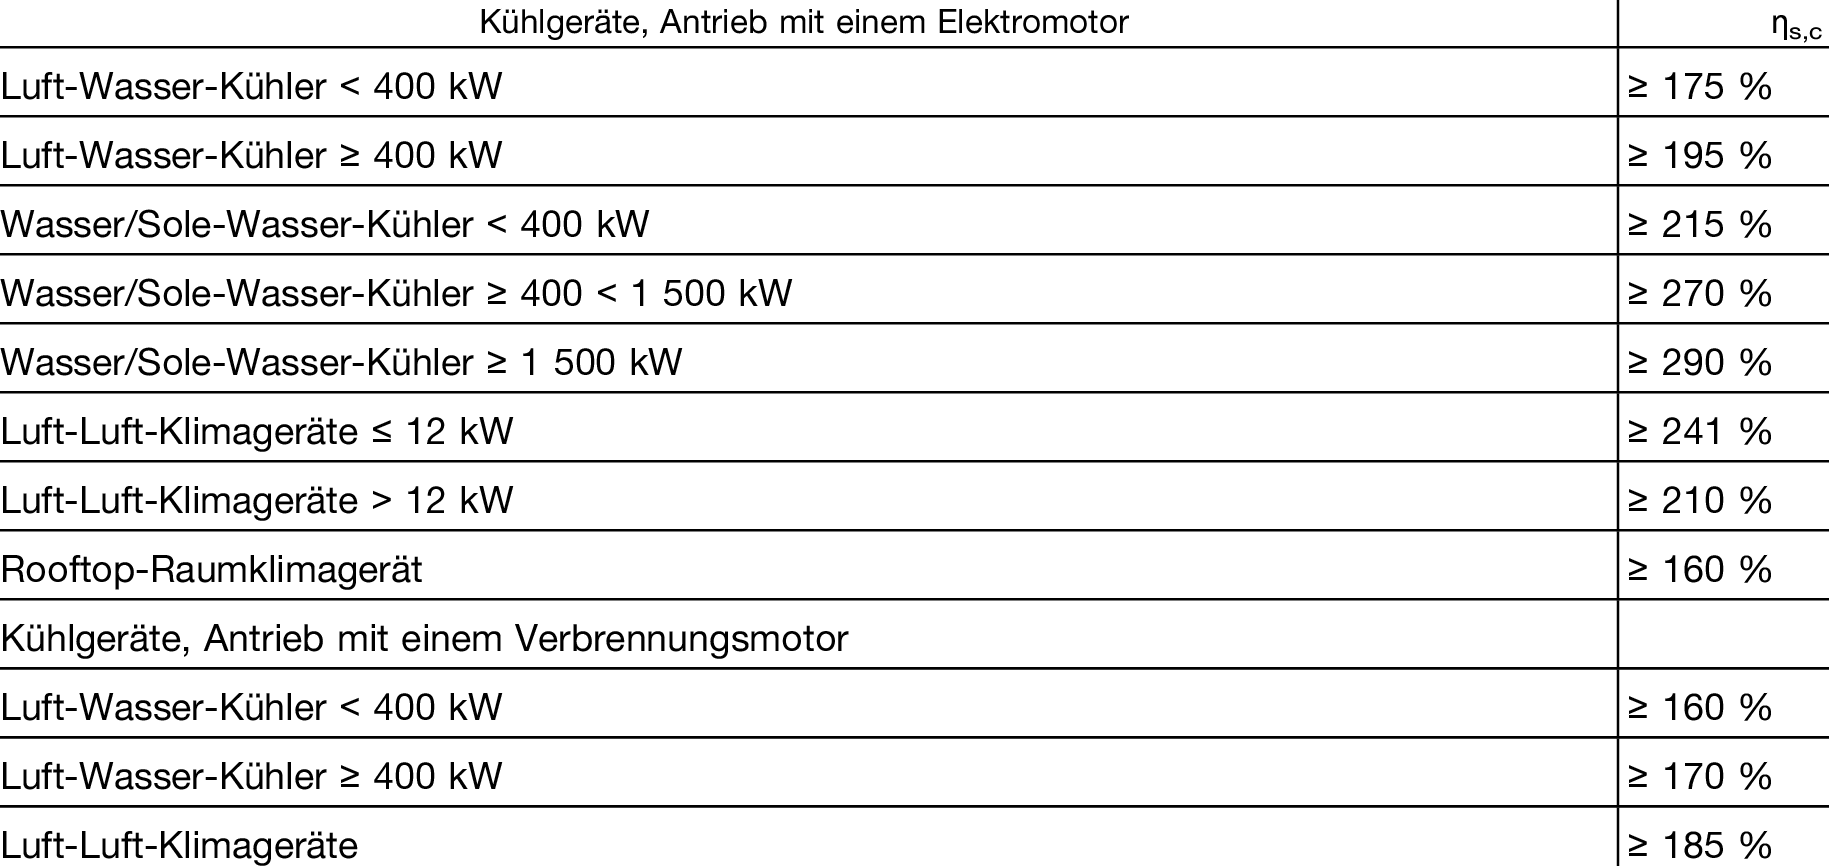 Kühlgeräte, Antrieb mit einem Elektromotor ηs,c
Luft-Wasser-Kühler < 400 kW ≥ 175 %
Luft-Wasser-Kühler ≥ 400 kW ≥ 195 %
Wasser/Sole-Wasser-Kühler < 400 kW ≥ 215 %
Wasser/Sole-Wasser-Kühler ≥ 400 < 1 500 kW ≥ 270 %
Wasser/Sole-Wasser-Kühler ≥ 1 500 kW ≥ 290 %
Luft-Luft-Klimageräte ≤ 12 kW ≥ 241 %
Luft-Luft-Klimageräte > 12 kW ≥ 210 %
Rooftop-Raumklimagerät ≥ 160 %
Kühlgeräte, Antrieb mit einem Verbrennungsmotor
Luft-Wasser-Kühler < 400 kW ≥ 160 %
Luft-Wasser-Kühler ≥ 400 kW ≥ 170 %
Luft-Luft-Klimageräte ≥ 185 %